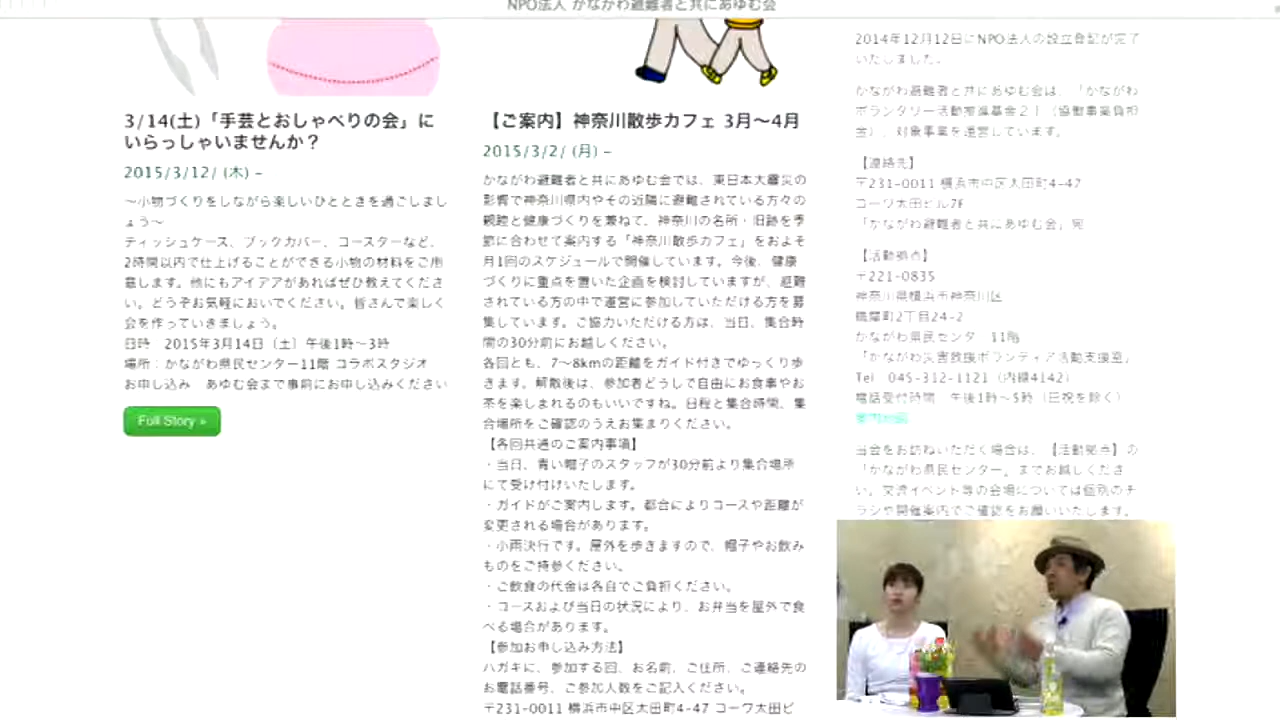 NPO法人 かながわ避難者と共にあゆむ会
3/14(土)「手芸とおしゃべりの会」に
いらっしゃいませんか？
2015/3/12/ (木) –
～小物づくりをしながら楽しいひとときを過ごしまし
ょう～
ティッシュケース、ブックカバー、コースターなど、
2時間以内で仕上げることができる小物の材料をご用
意します。他にもアイデアがあればぜひ教えてくださ
い。どうぞお気軽においでください。皆さんで楽しく
会を作っていきましょう。
日時　2015年3月14日（土）午後1時～3時
場所：かながわ県民センター11階 コラボスタジオ
お申し込み　あゆむ会まで事前にお申し込みください
Full Story »
【ご案内】神奈川散歩カフェ 3月～4月
2015/3/2/ (月) –
かながわ避難者と共にあゆむ会では、東日本大震災の
影響で神奈川県内やその近隣に避難されている方々の
親睦と健康づくりを兼ねて、神奈川の名所・旧跡を季
節に合わせて案内する「神奈川散歩カフェ」をおよそ
月1回のスケジュールで開催しています。今後、健康
づくりに重点を置いた企画を検討していますが、避難
されている方の中で運営に参加していただける方を募
集しています。ご協力いただける方は、当日、集合時
間の30分前にお越しください。
各回とも、7～8kmの距離をガイド付きでゆっくり歩
きます。解散後は、参加者どうしで自由にお食事やお
茶を楽しまれるのもいいですね。日程と集合時間、集
合場所をご確認のうえお集まりください。
【各回共通のご案内事項】
・当日、青い帽子のスタッフが30分前より集合場所
にて受け付けいたします。
・ガイドがご案内します。都合によりコースや距離が
変更される場合があります。
・小雨決行です。屋外を歩きますので、帽子やお飲み
ものをご持参ください。
・ご飲食の代金は各自でご負担ください。
・コースおよび当日の状況により、お弁当を屋外で食
べる場合があります。
【参加お申し込み方法】
ハガキに、参加する回、お名前、ご住所、ご連絡先の
お電話番号、ご参加人数をご記入ください。
〒231-0011 横浜市中区太田町4-47 コーワ太田ビ
2014年12月12日にNPO法人の設立登記が完了
いたしました。
かながわ避難者と共にあゆむ会は、「かながわ
ボランタリー活動推進基金２１（協働事業負担
金）」対象事業を運営しています。
【連絡先】
〒231-0011 横浜市中区太田町4-47
コーワ太田ビル7F
「かながわ避難者と共にあゆむ会」宛
【活動拠点】
〒221-0835
神奈川県横浜市神奈川区
鶴屋町2丁目24-2
かながわ県民センター11階
「かながわ災害救援ボランティア活動支援室」
Tel　045-312-1121（内線4142）
電話受付時間　午後1時～5時（日祝を除く）
当会をお訪ねいただく場合は、【活動拠点】の
「かながわ県民センター」までお越しくださ
い。交流イベント等の会場については個別のチ
ラシや開催案内でご確認をお願いいたします。